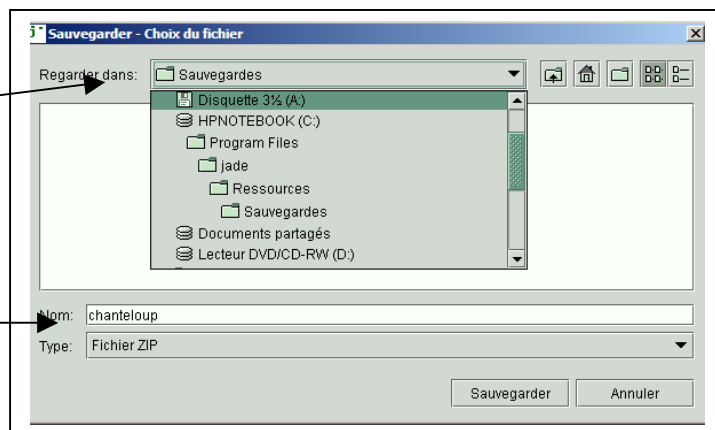 Sauvegarder - Choix du fichier
Regarder dans: Sauvegardes
Disquette 3½ (A:)
HPNOTEBOOK (C:)
Program Files
jade
Ressources
Sauvegardes
Documents partagés
Lecteur DVD/CD-RW (D:)
Nom: chanteloup
Type: Fichier ZIP
Sauvegarder Annuler